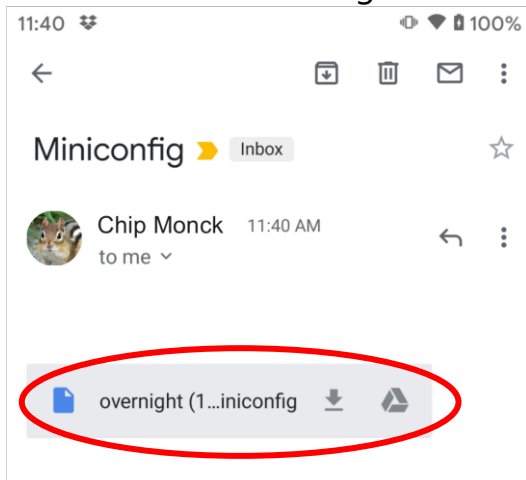 11:40 100%
Miniconfig Inbox
Chip Monck 11:40 AM
to me
overnight (1...iniconfig